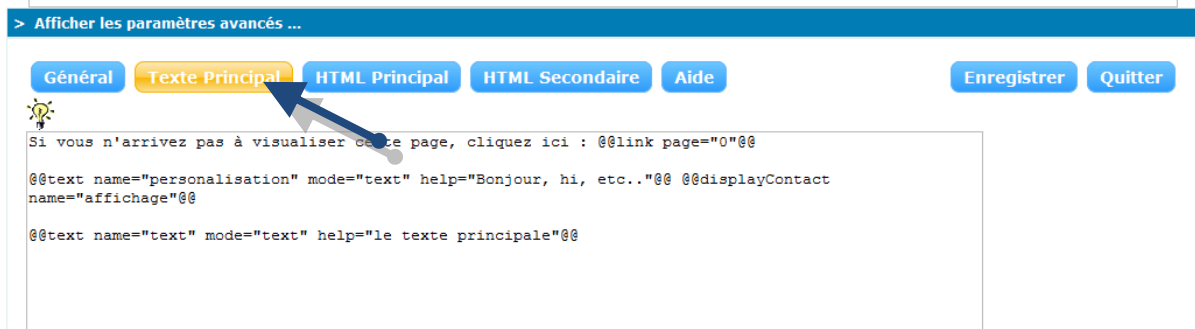 > Afficher les paramètres avancés ...
Général Texte Principal HTML Principal HTML Secondaire Aide Enregistrer Quitter
Si vous n'arrivez pas à visualiser cette page, cliquez ici : @@link page="0"@@
@@text name="personalisation" mode="text" help="Bonjour, hi, etc.."@@ @@displayContact
name="affichage"@@
@@text name="text" mode="text" help="le texte principale"@@